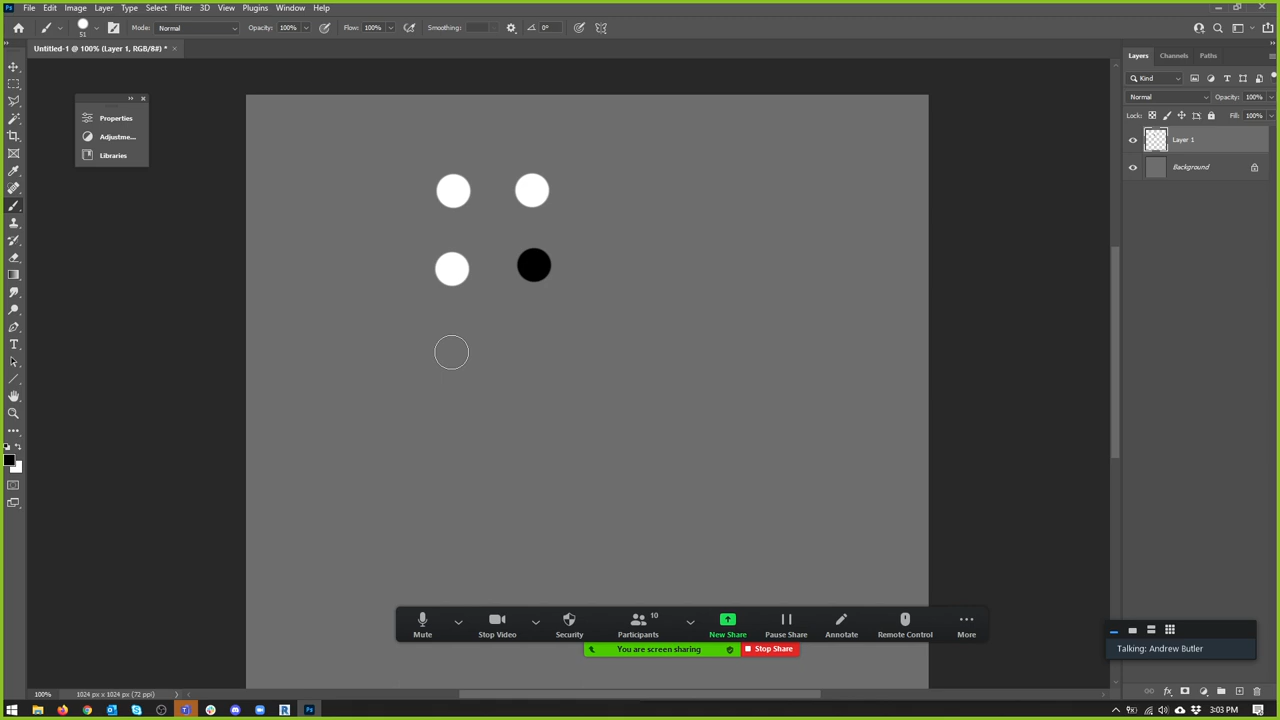 Ps File Edit Image Layer Type Select Filter 3D View Plugins Window Help
51 Mode: Normal Opacity: 100% Flow: 100% Smoothing: 0°
Untitled-1 @ 100% (Layer 1, RGB/8#) * ×
Layers Channels Paths
Kind
Normal Opacity: 100%
Lock: Fill: 100%
Layer 1
Background
Properties
Adjustme...
Libraries
10
Mute Stop Video Security Participants New Share Pause Share Annotate Remote Control More
You are screen sharing Stop Share
Talking: Andrew Butler
100% 1024 px x 1024 px (72 ppi)
fx
3:03 PM